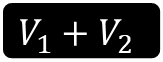 V₁ + V₂